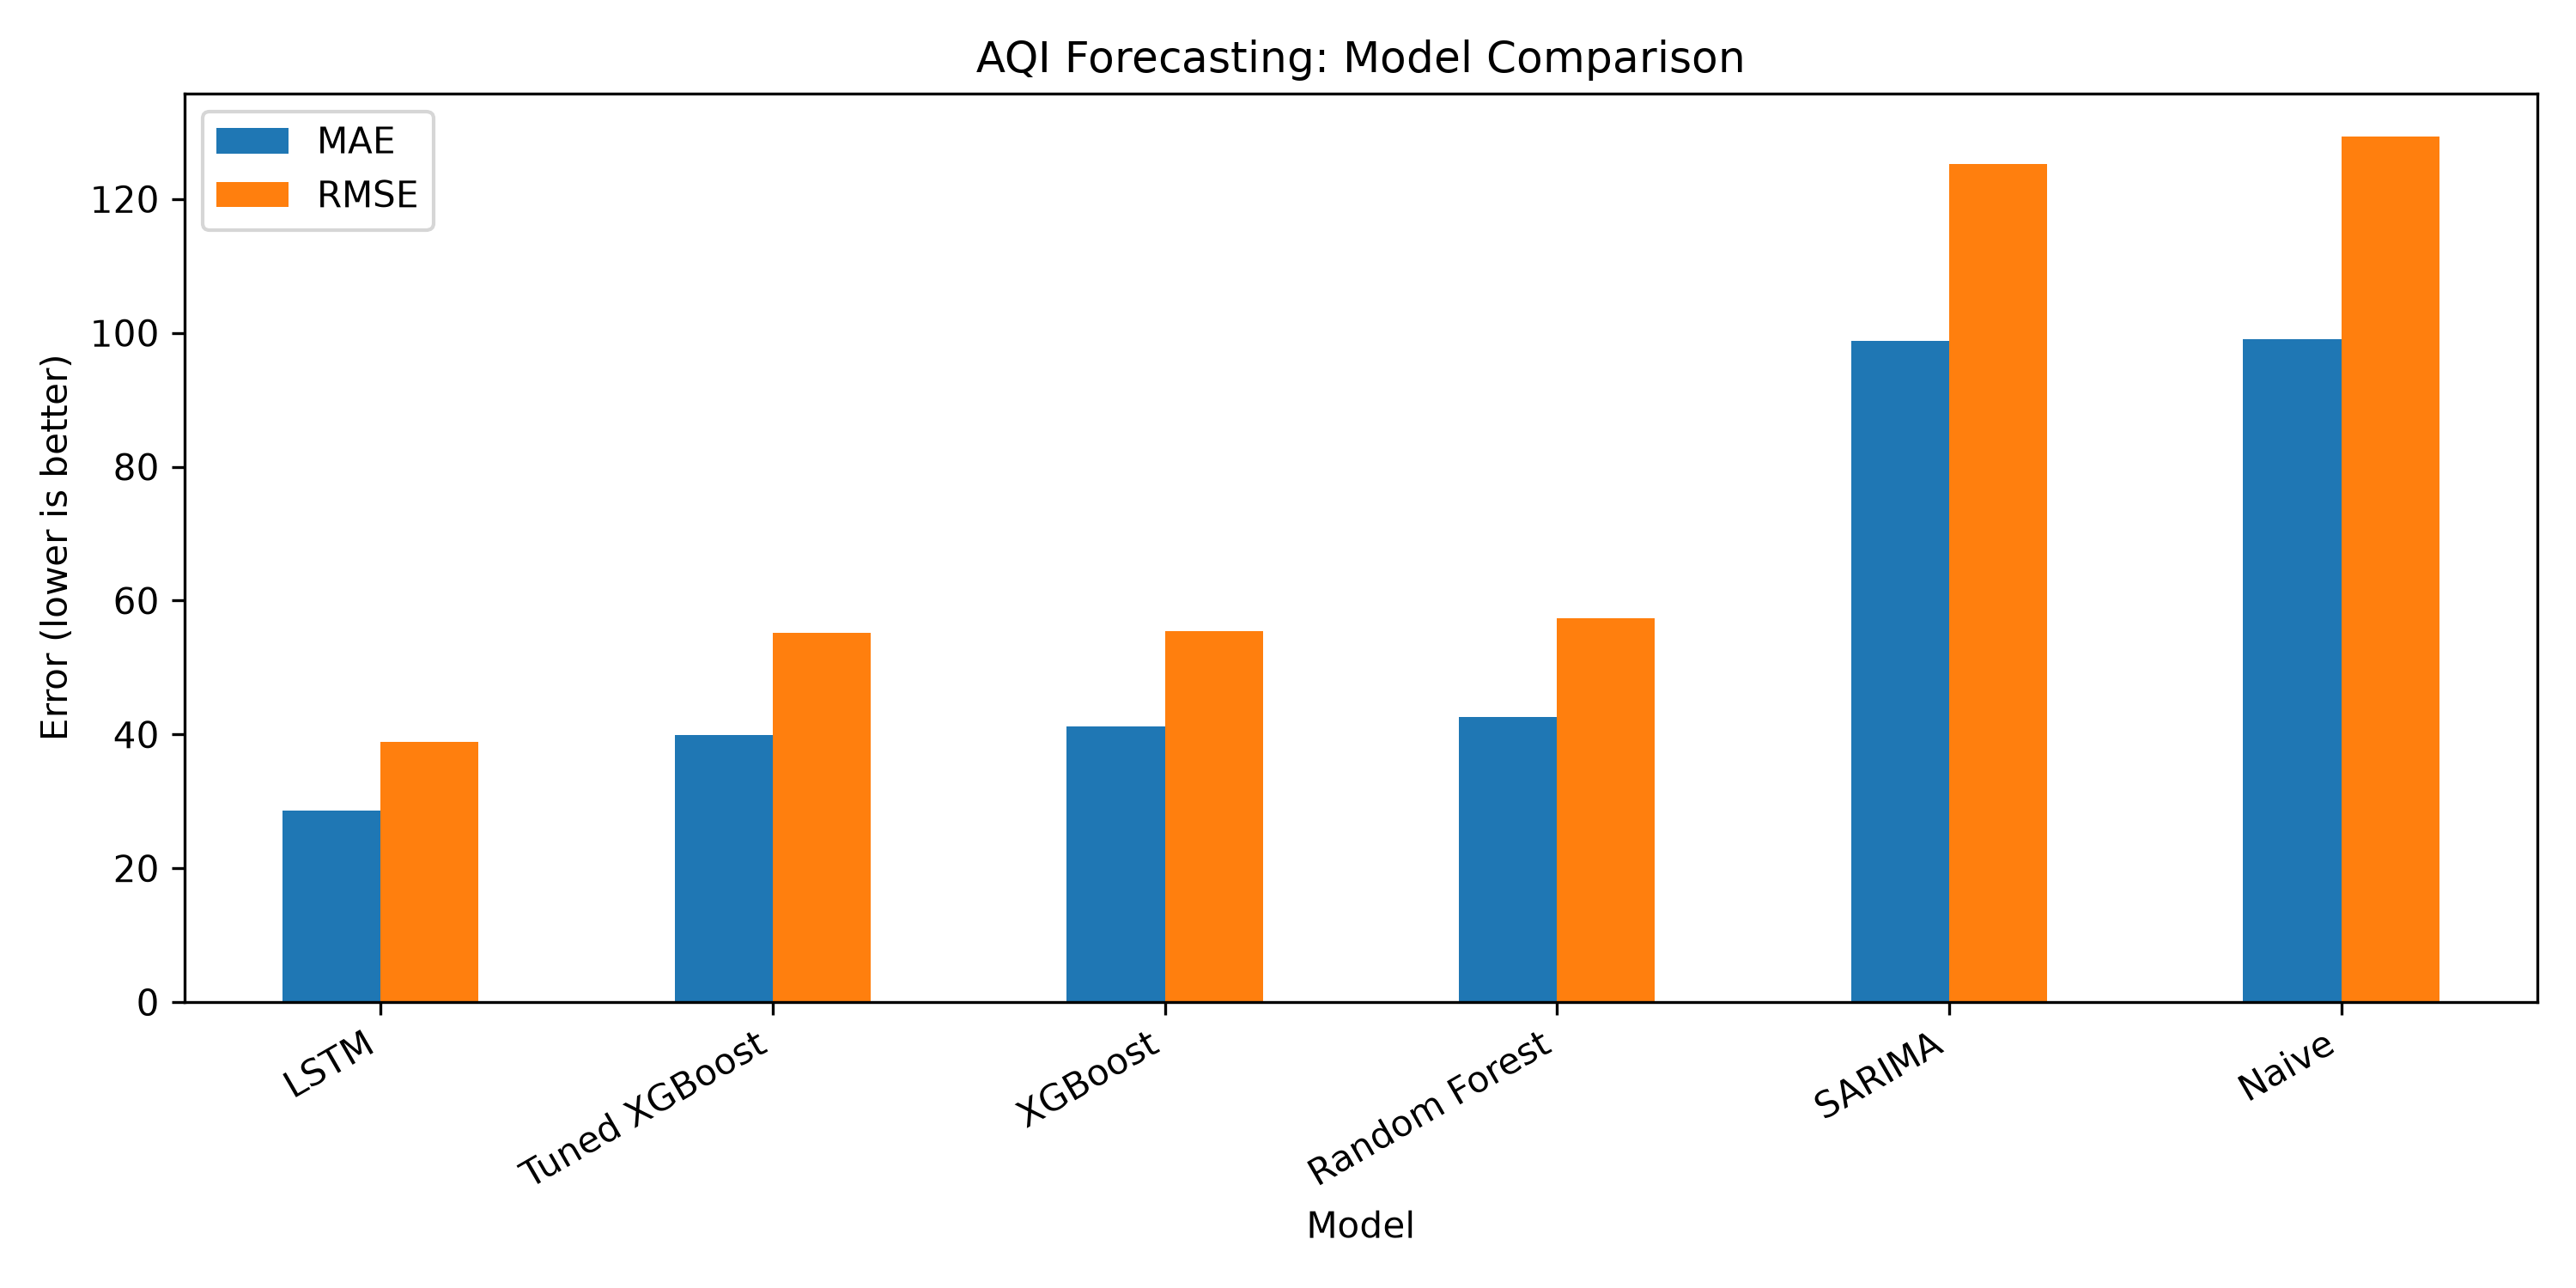 AQI Forecasting: Model Comparison
MAE
RMSE
Error (lower is better)
120
100
80
60
40
20
0
LSTM
Tuned XGBoost
XGBoost
Random Forest
SARIMA
Naive
Model